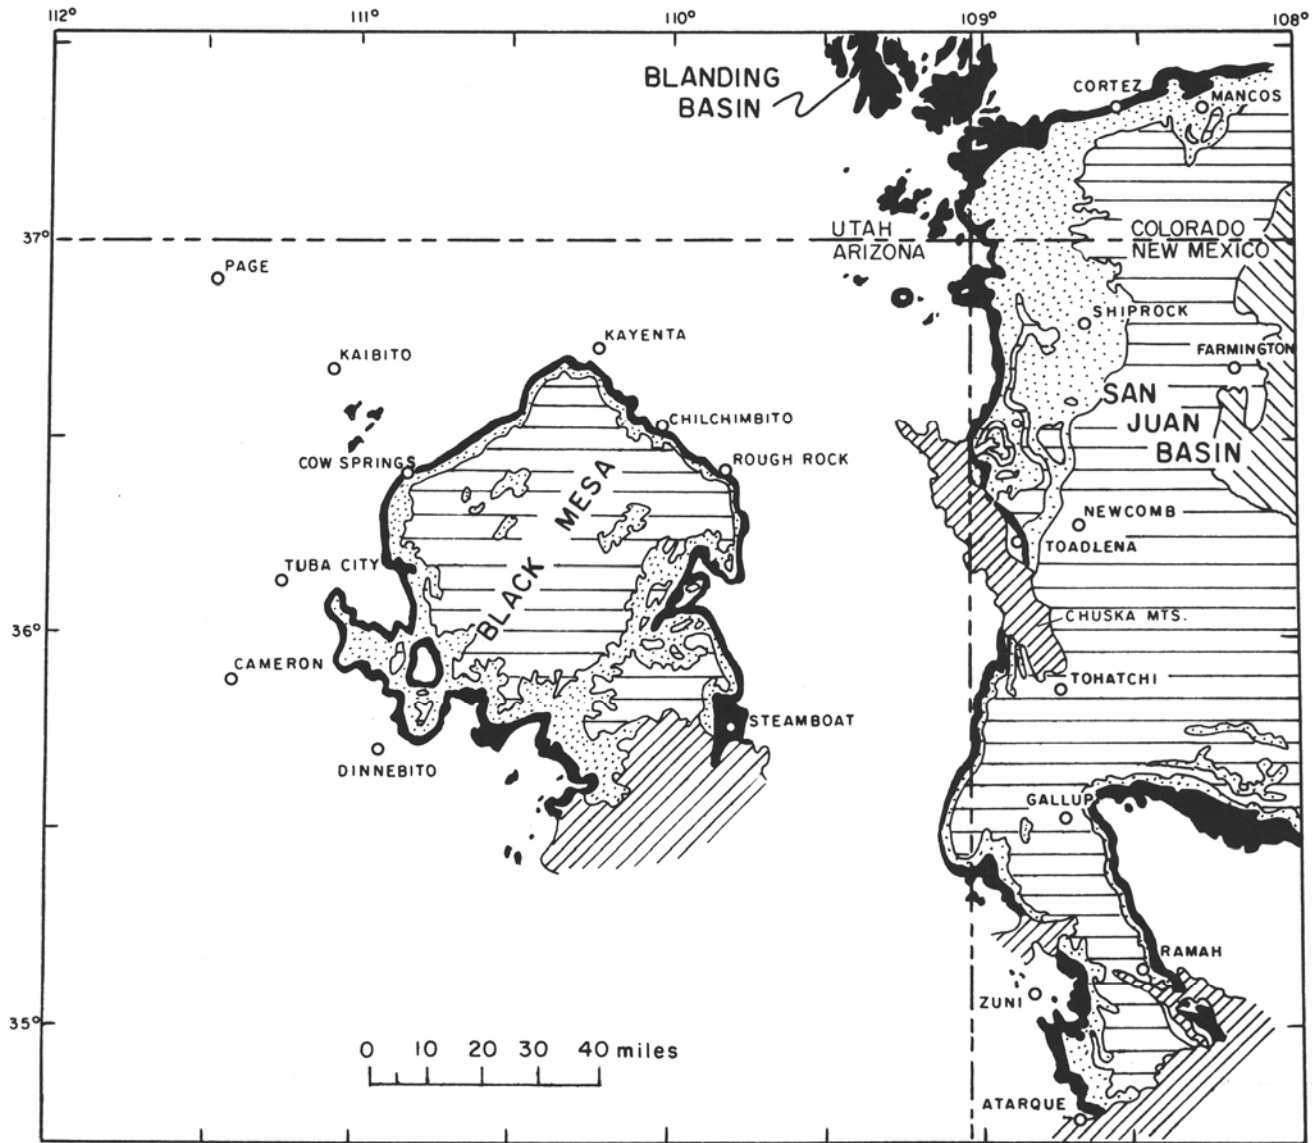 112° 111° 110° 109° 108°
BLANDING
BASIN
CORTEZ
MANCOS
37°
UTAH
ARIZONA
COLORADO
NEW MEXICO
PAGE
SHIPROCK
KAYENTA
KAIBITO
FARMINGTON
SAN
JUAN
BASIN
CHILCHIMBITO
COW SPRINGS
ROUGH ROCK
BLACK MESA
NEWCOMB
TOADLENA
TUBA CITY
CHUSKA MTS.
36°
CAMERON
TOHATCHI
STEAMBOAT
DINNEBITO
GALLUP
RAMAH
ZUNI
35°
0 10 20 30 40 miles
ATARQUE